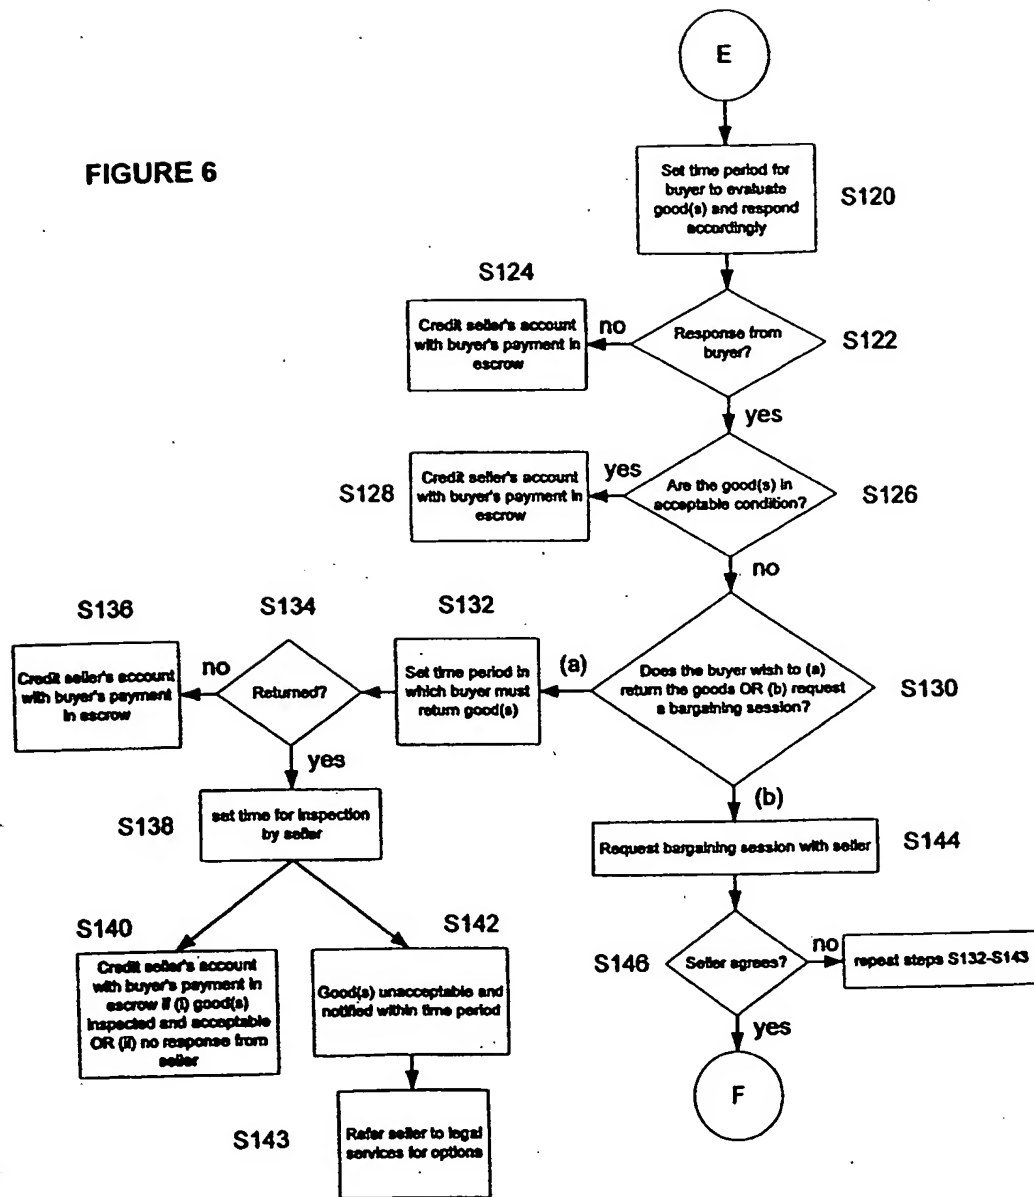 E
FIGURE 6
Set time period for
buyer to evaluate
good(s) and respond
accordingly
S120
S124
Credit seller's account
with buyer's payment in
escrow
no
Response from
buyer?
S122
yes
S128
Credit seller's account
with buyer's payment in
escrow
yes
Are the good(s) in
acceptable condition?
S126
no
S136
S134
S132
Credit seller's account
with buyer's payment
in escrow
no
Returned?
Set time period in
which buyer must
return good(s)
(a)
Does the buyer wish to (a)
return the goods OR (b) request
a bargaining session?
S130
yes
(b)
S138
set time for inspection
by seller
Request bargaining session with seller
S144
S140
Credit seller's account
with buyer's payment in
escrow if (i) good(s)
inspected and acceptable
OR (ii) no response from
seller
S142
Good(s) unacceptable and
notified within time period
S146
Seller agrees?
no
repeat steps S132-S143
yes
F
S143
Refer seller to legal
services for options